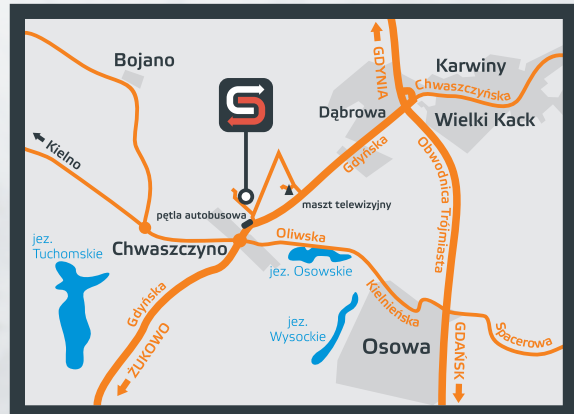 Bojano
GDYNIA
Karwiny
Chwaszczyńska
Dąbrowa
Wielki Kack
Kielno
Gdyńska
Obwodnica Trójmiasta
maszt telewizyjny
pętla autobusowa
jez.
Tuchomskie
Chwaszczyno
Oliwska
jez. Osowskie
Kielnieńska
Gdyńska
jez.
Wysockie
Osowa
Spacerowa
ŻUKOWO
GDAŃSK